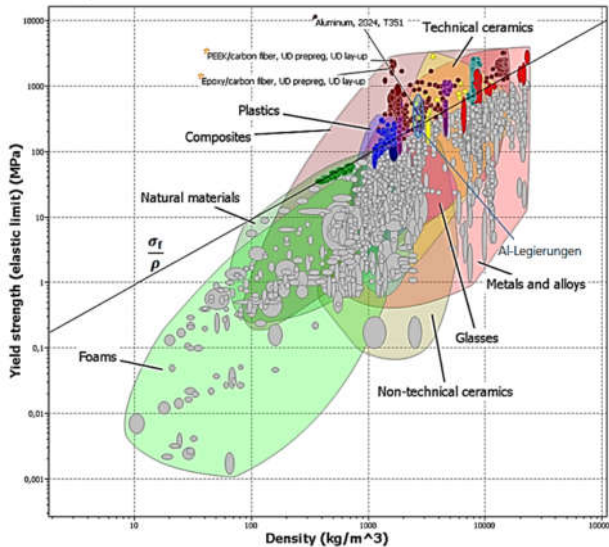 10000
1000
100
10
1
0,1
0,01
0,001
Yield strength (elastic limit) (MPa)
Aluminum, 2024, T351
Technical ceramics
PEEK/carbon fiber, UD prepreg, UD lay-up
Epoxy/carbon fiber, UD prepreg, UD lay-up
Plastics
Composites
Natural materials
σf
ρ
Al-Legierungen
Metals and alloys
Glasses
Foams
Non-technical ceramics
10
100
1000
10000
Density (kg/m^3)